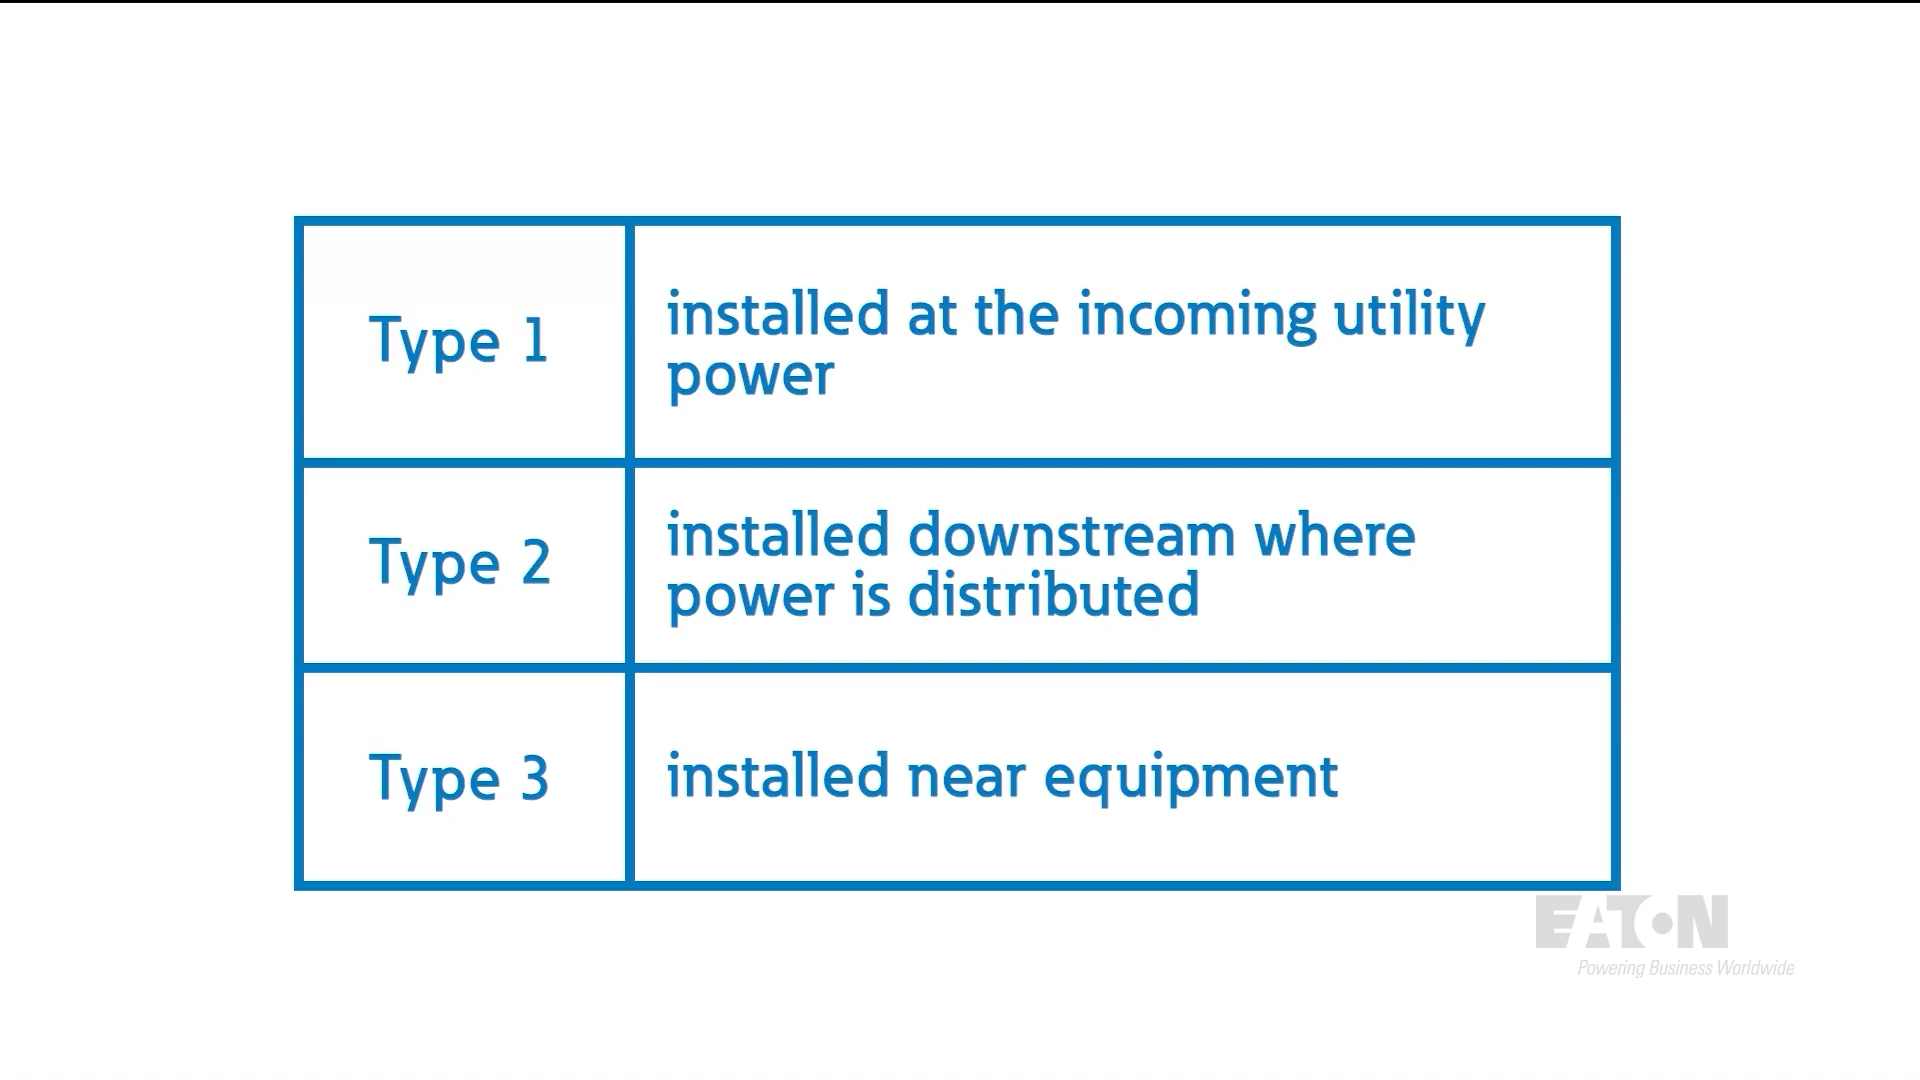 Type 1
installed at the incoming utility
power
Type 2
installed downstream where
power is distributed
Type 3
installed near equipment
EATON
Powering Business Worldwide